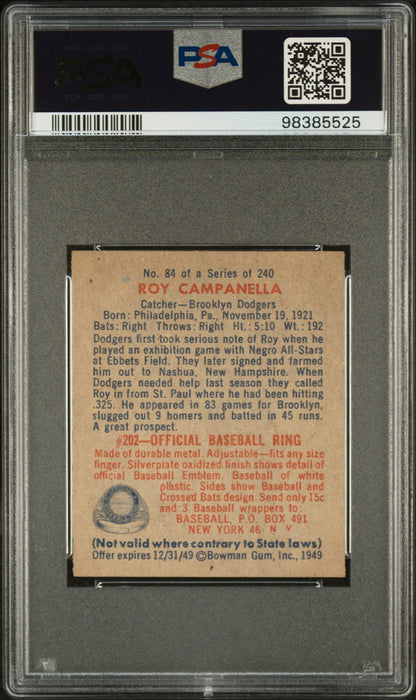 PSA
PSA
98385525
No. 84 of a Series of 240
ROY CAMPANELLA
Catcher—Brooklyn Dodgers
Born: Philadelphia, Pa., November 19, 1921
Bats: Right Throws: Right Ht.: 5:10 Wt.: 192
Dodgers first took serious note of Roy when he
played an exhibition game with Negro All-Stars
at Ebbets Field. They later signed and farmed
him out to Nashua, New Hampshire. When
Dodgers needed help last season they called
Roy in from St. Paul where he had been hitting
.325. He appeared in 83 games for Brooklyn,
slugged out 9 homers and batted in 45 runs.
A great prospect.
#202—OFFICIAL BASEBALL RING
Made of durable metal. Adjustable—fits any size
finger. Silverplate oxidized finish shows detail of
official Baseball Emblem. Baseball of white
plastic. Sides show Baseball and
Crossed Bats design. Send only 15c
and 3 Baseball wrappers to:
BASEBALL, P.O. BOX 491
NEW YORK 46 N Y.
(Not valid where contrary to State laws)
Offer expires 12/31/49 ©Bowman Gum, Inc., 1949